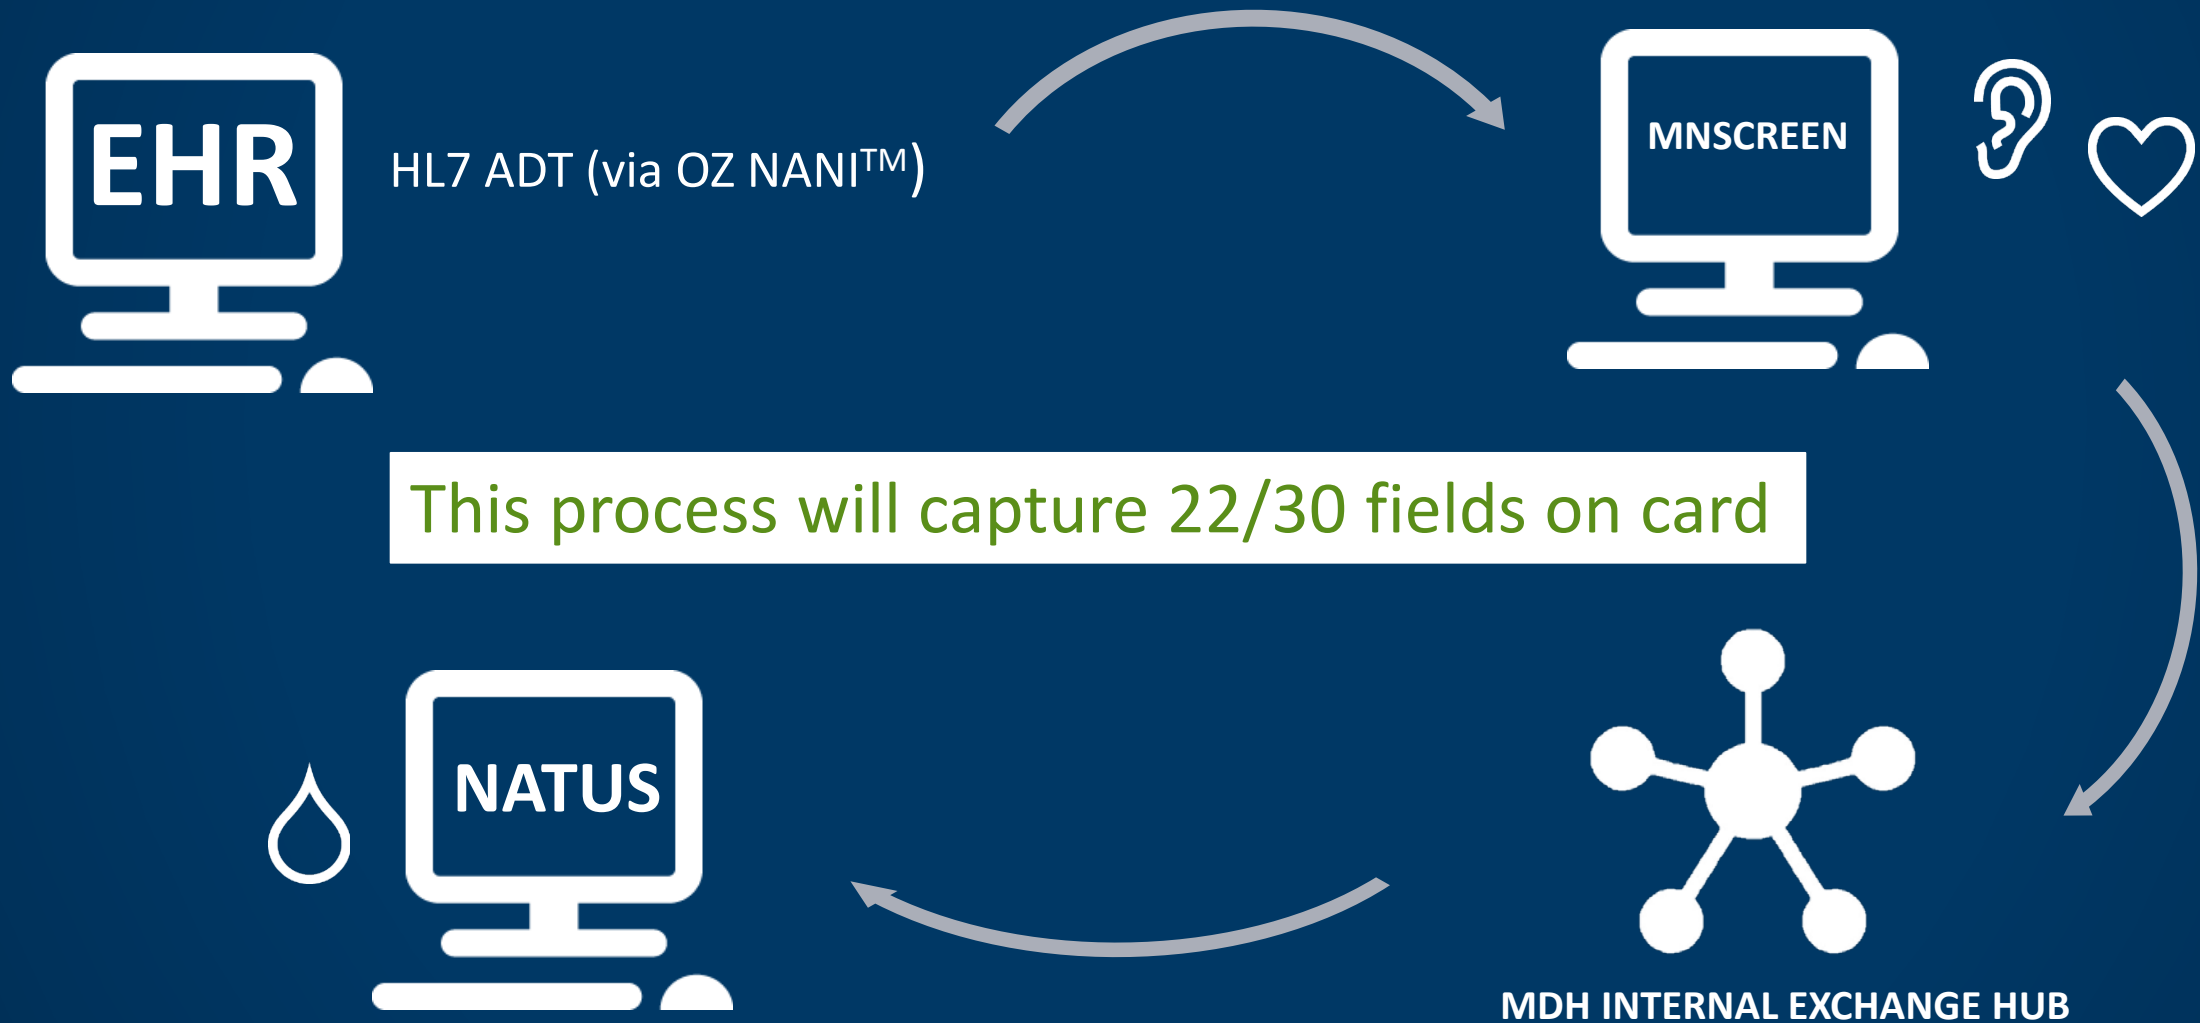 EHR
HL7 ADT (via OZ NANI™)
MNSCREEN
This process will capture 22/30 fields on card
NATUS
MDH INTERNAL EXCHANGE HUB